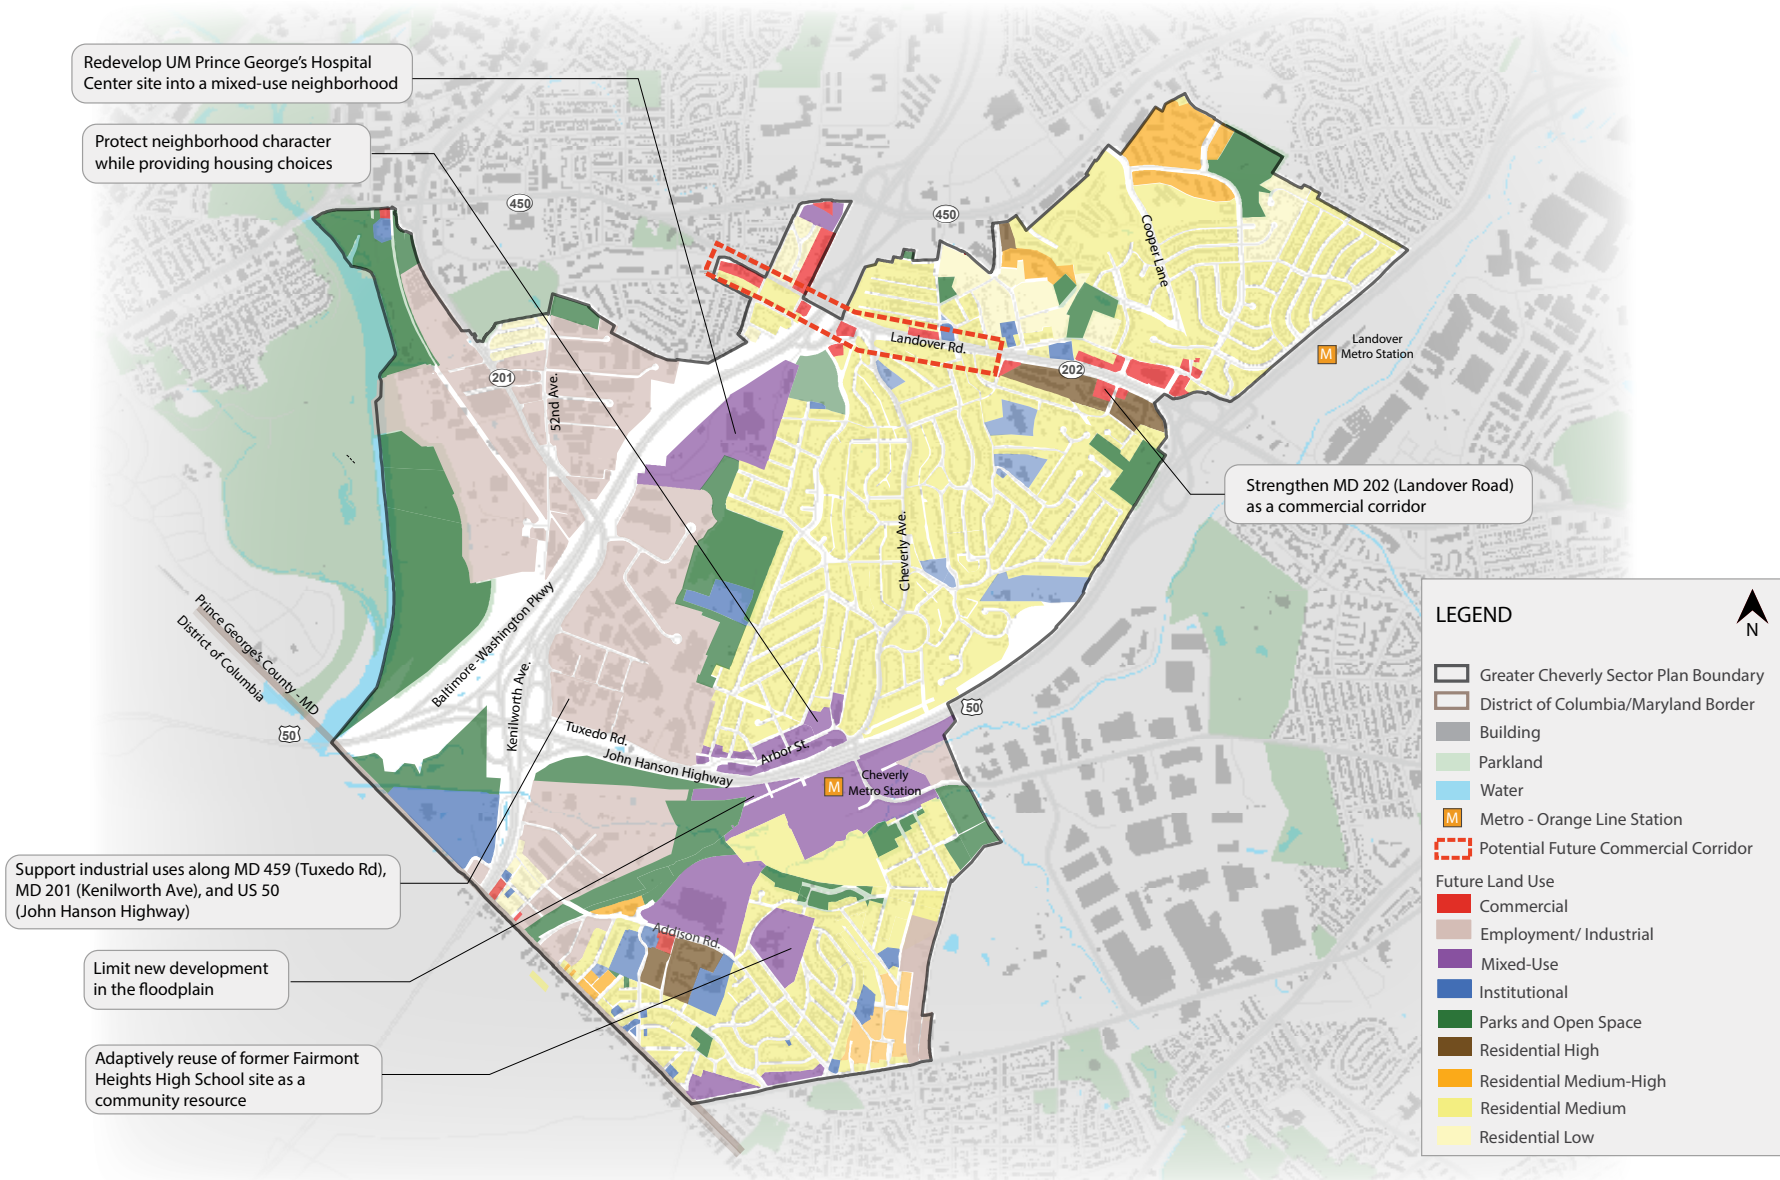 Redevelop UM Prince George's Hospital
Center site into a mixed-use neighborhood
Protect neighborhood character
while providing housing choices
450
450
Cooper Lane
Landover
Metro Station
M
201
52nd Ave.
Landover Rd.
202
Strengthen MD 202 (Landover Road)
as a commercial corridor
Cheverly Ave.
Baltimore -Washington Pkwy
Prince George's County - MD
District of Columbia
50
Kenilworth Ave.
Tuxedo Rd.
John Hanson Highway
Arbor St.
50
M
Cheverly
Metro Station
Addison Rd.
Support industrial uses along MD 459 (Tuxedo Rd),
MD 201 (Kenilworth Ave), and US 50
(John Hanson Highway)
Limit new development
in the floodplain
Adaptively reuse of former Fairmont
Heights High School site as a
community resource
LEGEND
N
Greater Cheverly Sector Plan Boundary
District of Columbia/Maryland Border
Building
Parkland
Water
M
Metro - Orange Line Station
Potential Future Commercial Corridor
Future Land Use
Commercial
Employment/ Industrial
Mixed-Use
Institutional
Parks and Open Space
Residential High
Residential Medium-High
Residential Medium
Residential Low